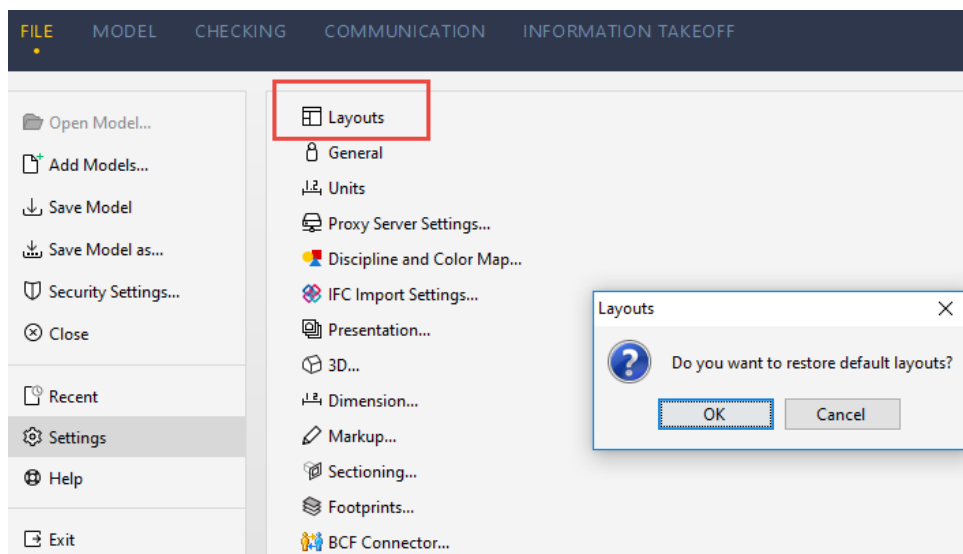 FILE MODEL CHECKING COMMUNICATION INFORMATION TAKEOFF
Open Model...
Add Models...
Save Model
Save Model as...
Security Settings...
Close
Recent
Settings
Help
Exit
Layouts
General
Units
Proxy Server Settings...
Discipline and Color Map...
IFC Import Settings...
Presentation...
3D...
Dimension...
Markup...
Sectioning...
Footprints...
BCF Connector...
Layouts
Do you want to restore default layouts?
OK Cancel